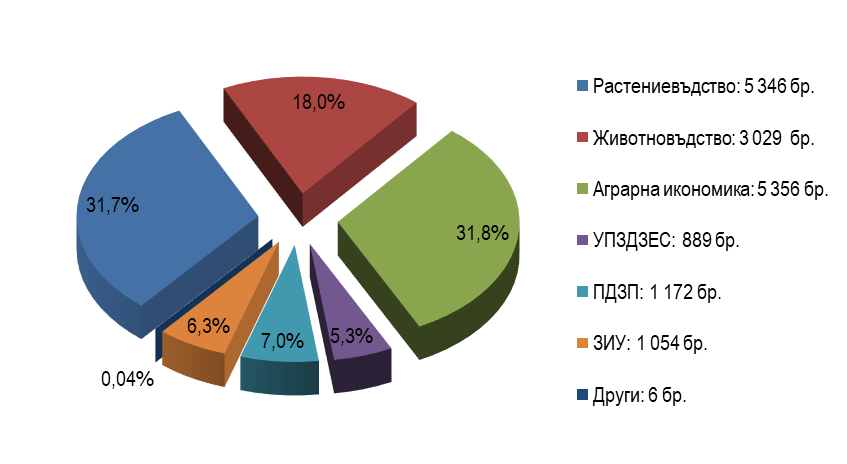 18,0%
31,7%
31,8%
6,3%
7,0%
5,3%
0,04%
Растениевъдство: 5 346 бр.
Животновъдство: 3 029 бр.
Аграрна икономика: 5 356 бр.
УПЗДЗЕС: 889 бр.
ПДЗП: 1 172 бр.
ЗИУ: 1 054 бр.
Други: 6 бр.